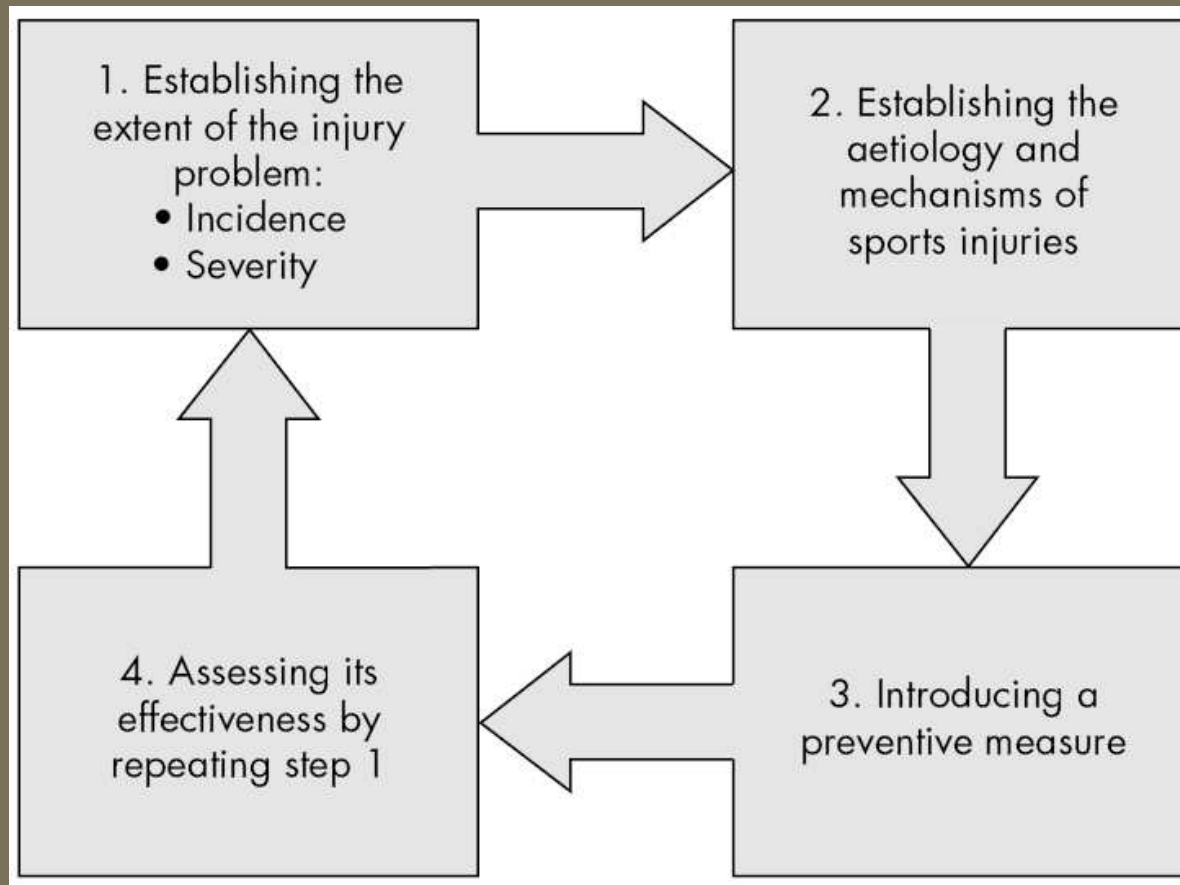 1. Establishing the
extent of the injury
problem:
• Incidence
• Severity
2. Establishing the
aetiology and
mechanisms of
sports injuries
3. Introducing a
preventive measure
4. Assessing its
effectiveness by
repeating step 1